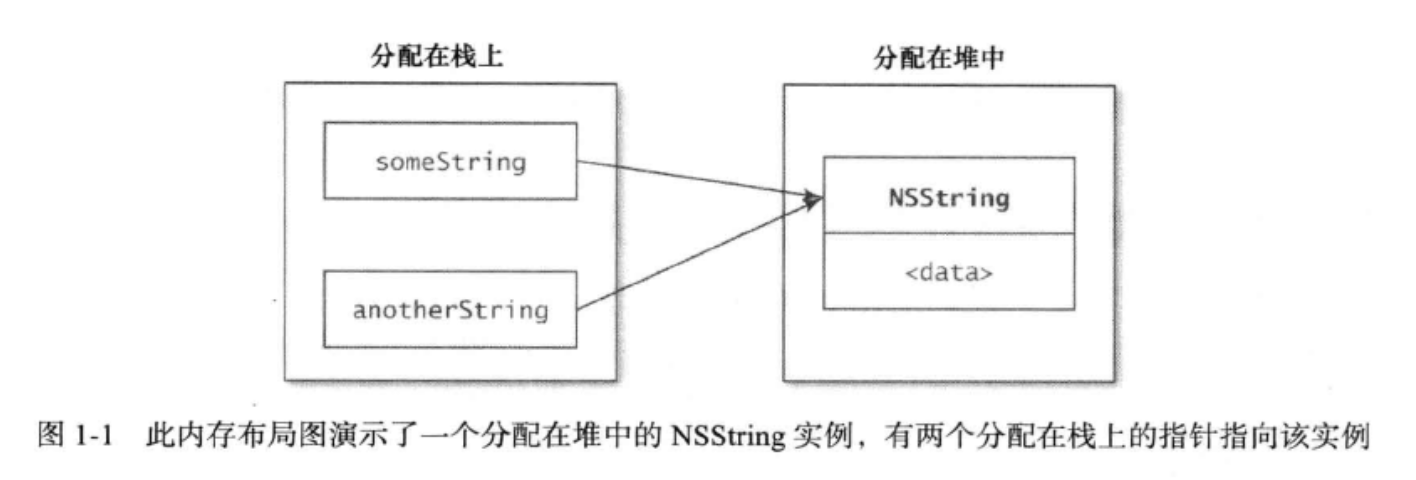 分配在栈上
分配在堆中
someString
NSString
<data>
anotherString
图 1-1 此内存布局图演示了一个分配在堆中的 NSString 实例，有两个分配在栈上的指针指向该实例